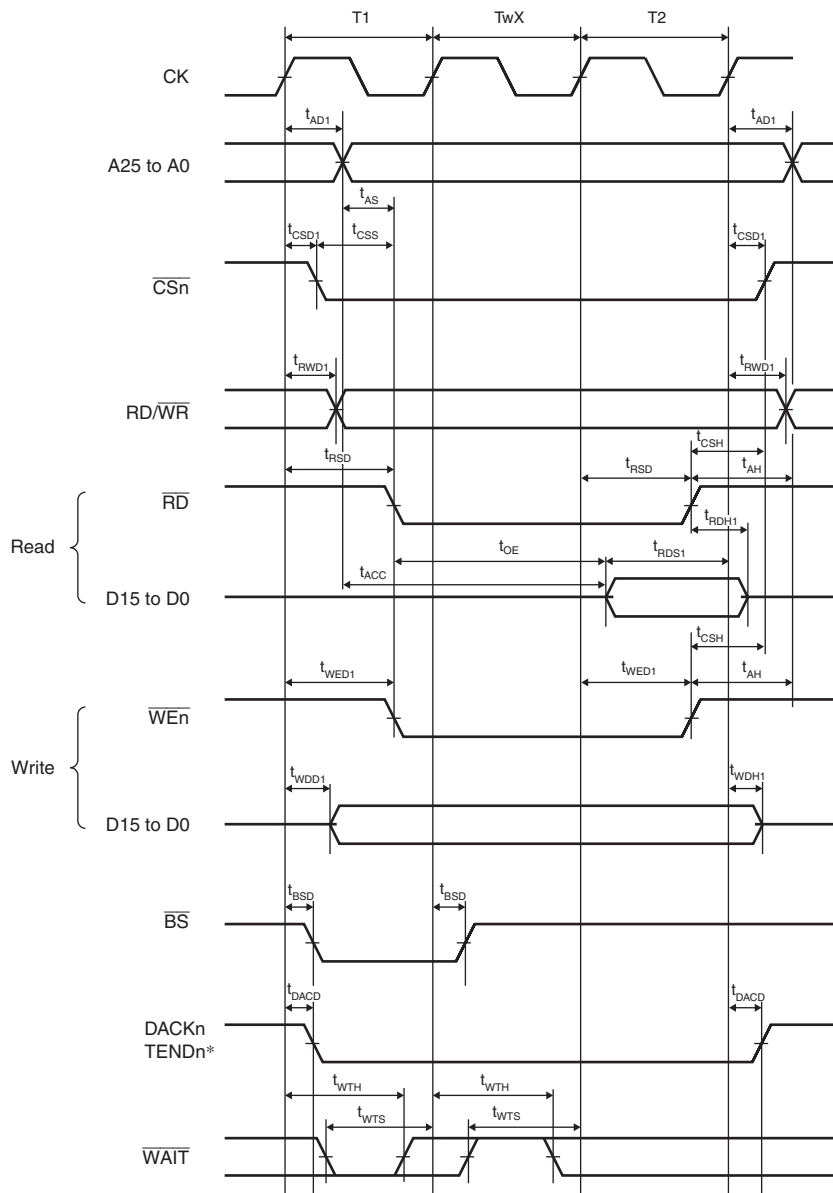 T1 TwX T2
CK
tAD1 tAD1
A25 to A0
tAS
tCSD1 tCSS tCSD1
CSn
tRWD1 tRWD1
RD/WR
tCSH
tRSD tRSD tAH
RD
tRDH1
Read
tOE tRDS1
tACC
D15 to D0
tCSH
tWED1 tWED1 tAH
WEn
Write
tWDD1 tWDH1
D15 to D0
tBSD tBSD
BS
tDACD tDACD
DACKn
TENDn*
tWTH tWTH
tWTS tWTS
WAIT